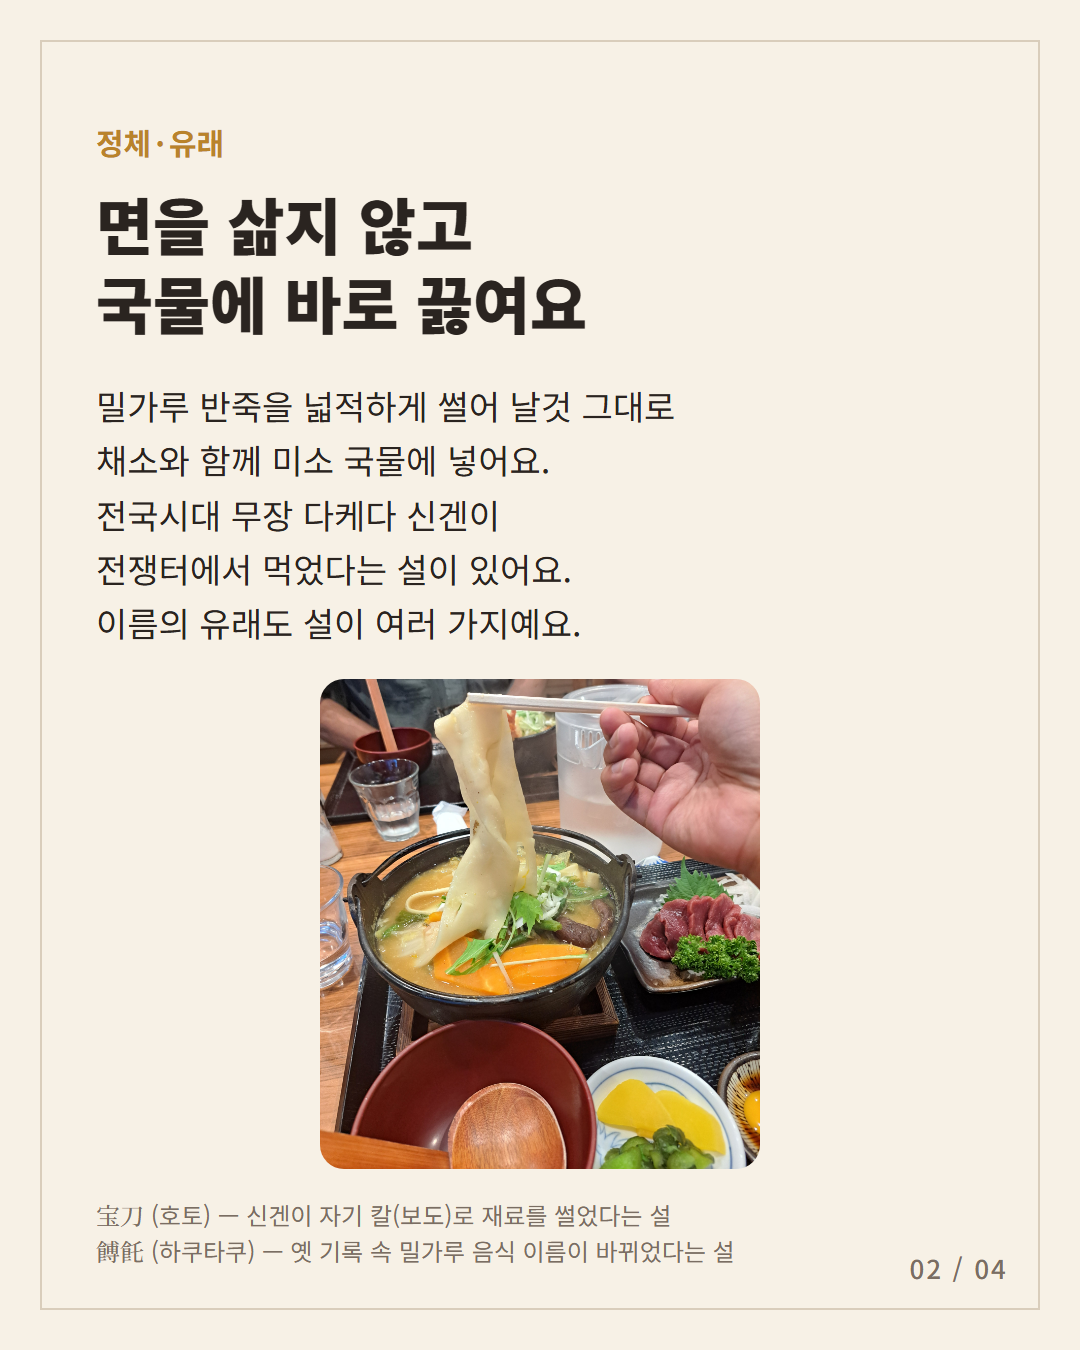 정체·유래
면을 삶지 않고
국물에 바로 끓여요
밀가루 반죽을 넓적하게 썰어 날것 그대로
채소와 함께 미소 국물에 넣어요.
전국시대 무장 다케다 신겐이
전쟁터에서 먹었다는 설이 있어요.
이름의 유래도 설이 여러 가지예요.
宝刀 (호토) — 신겐이 자기 칼(보도)로 재료를 썰었다는 설
餺飥 (하쿠타쿠) — 옛 기록 속 밀가루 음식 이름이 바뀌었다는 설
02 / 04